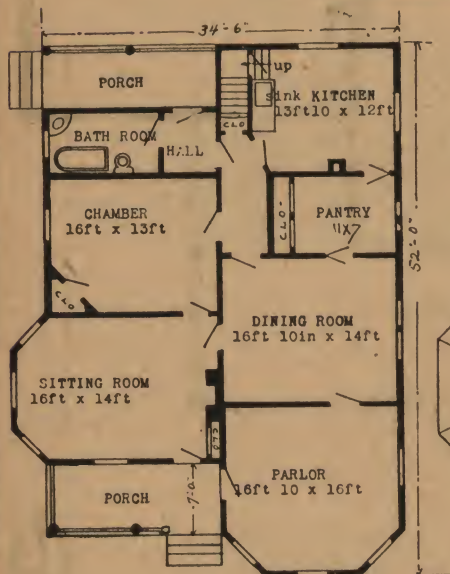 34'-6"
PORCH
up
sink KITCHEN
13ft10 x 12ft
BATH ROOM
CLO
HALL
CHAMBER
16ft x 13ft
CLO
PANTRY
11X7
52'-0"
CLO
DINING ROOM
16ft 10in x 14ft
SITTING ROOM
16ft x 14ft
CLO
PARLOR
16ft 10 x 16ft
PORCH
7'-0"